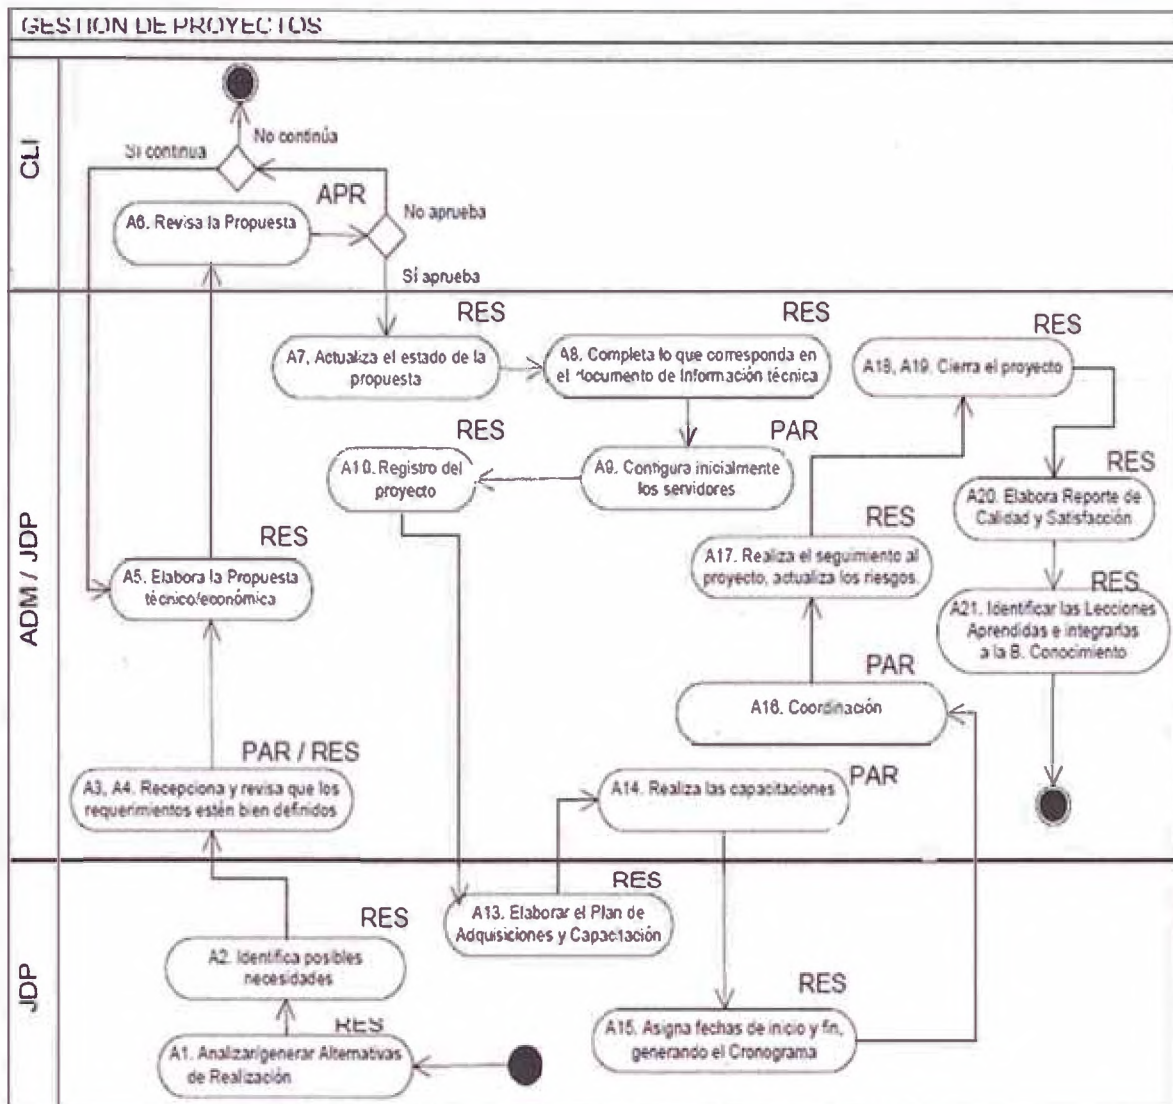 GESTION DE PROYECTOS
CLI
No continúa
Sí continua
APR
A6. Revisa la Propuesta
No aprueba
Sí aprueba
ADM / JDP
RES
A7. Actualiza el estado de la
propuesta
RES
A8. Completa lo que corresponda en
el documento de Información técnica
RES
A18, A19. Cierra el proyecto
RES
A10. Registro del
proyecto
PAR
A9. Configura inicialmente
los servidores
RES
A20. Elabora Reporte de
Calidad y Satisfacción
RES
A5. Elabora la Propuesta
técnico/económica
RES
A17. Realiza el seguimiento al
proyecto, actualiza los riesgos.
RES
A21. Identificar las Lecciones
Aprendidas e integrarlas
a la B. Conocimiento
PAR
A16. Coordinación
PAR / RES
A3, A4. Recepciona y revisa que los
requerimientos estén bien definidos
PAR
A14. Realiza las capacitaciones
JDP
RES
A13. Elaborar el Plan de
Adquisiciones y Capacitación
RES
A2. Identifica posibles
necesidades
RES
A15. Asigna fechas de inicio y fin,
generando el Cronograma
RES
A1. Analizar/generar Alternativas
de Realización